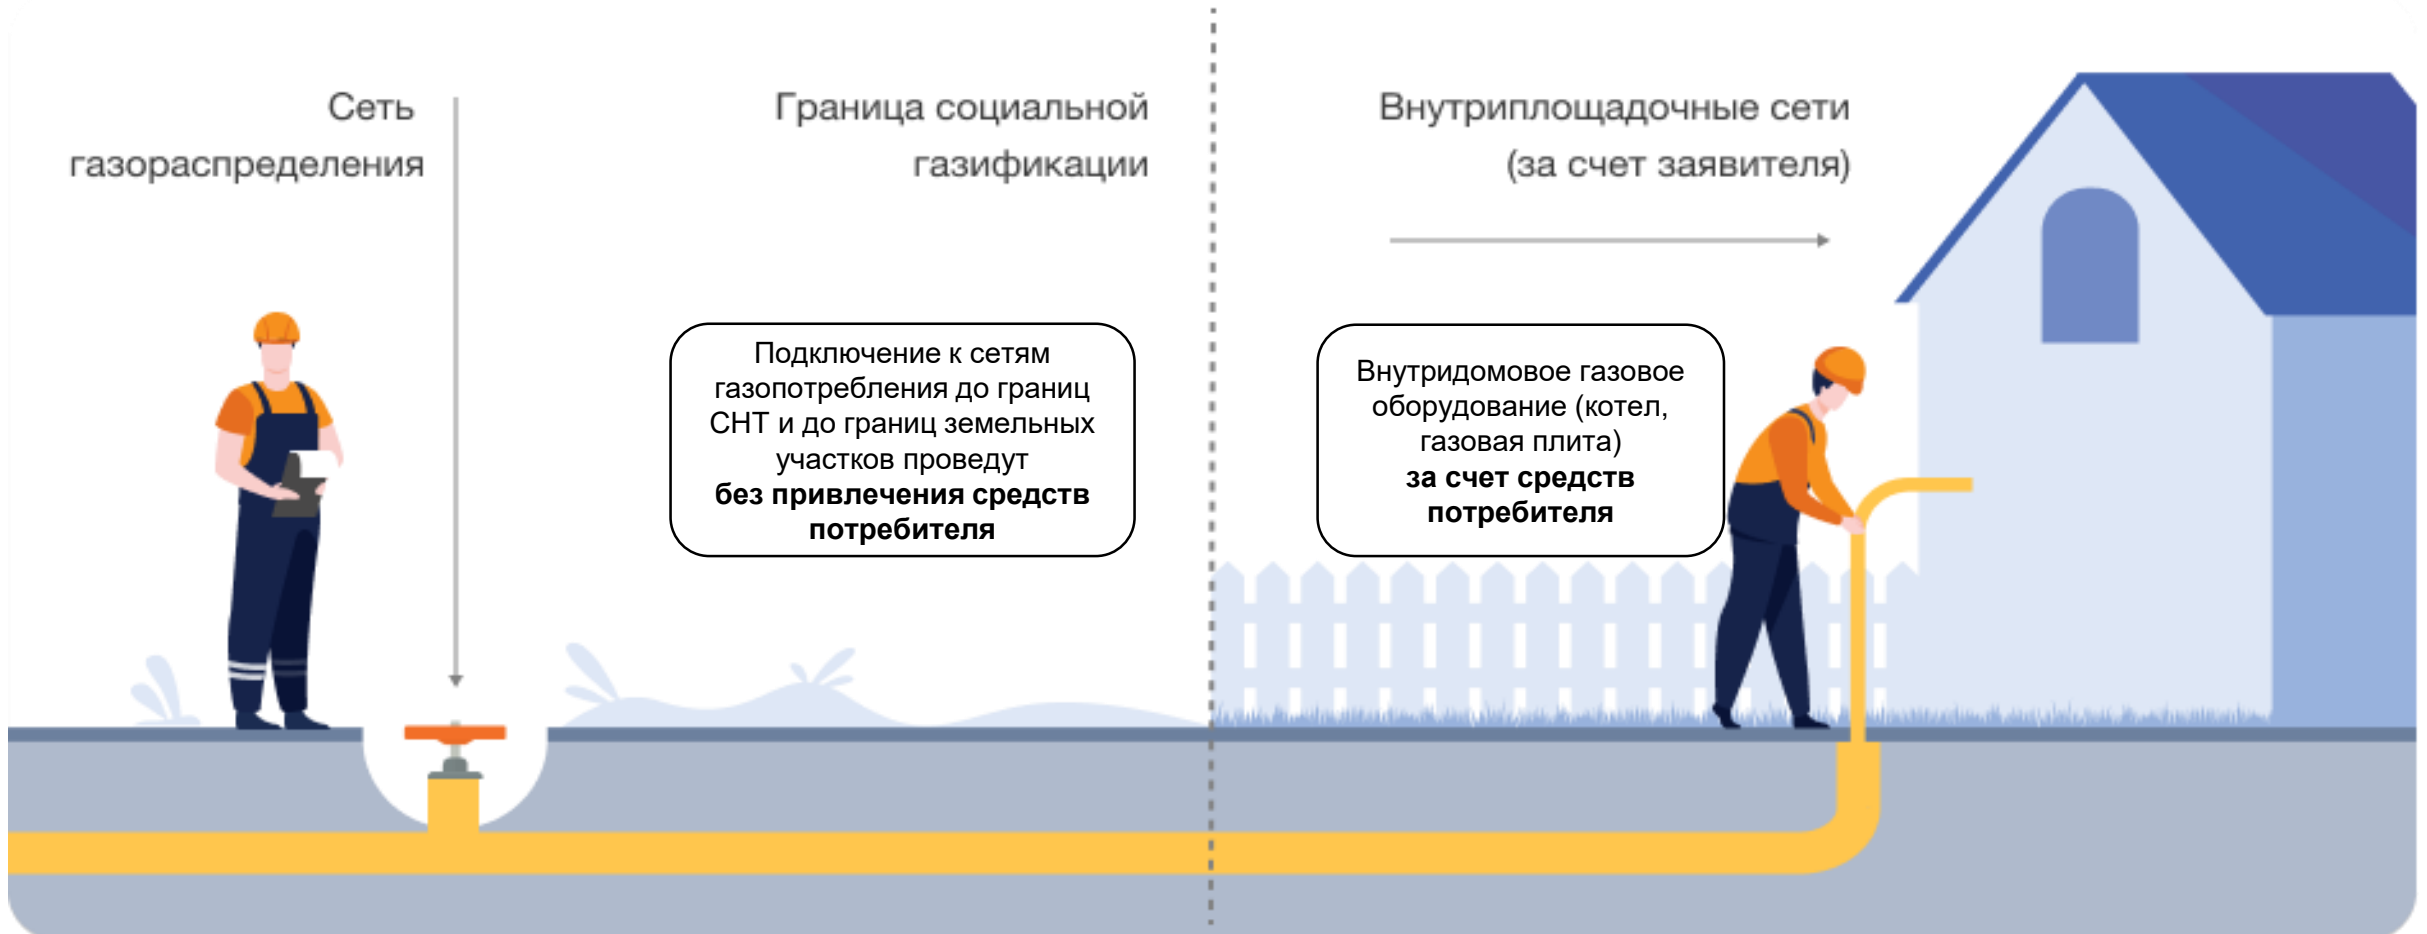 Сеть
газораспределения
Граница социальной
газификации
Внутриплощадочные сети
(за счет заявителя)
Подключение к сетям
газопотребления до границ
СНТ и до границ земельных
участков проведут
без привлечения средств
потребителя
Внутридомовое газовое
оборудование (котел,
газовая плита)
за счет средств
потребителя